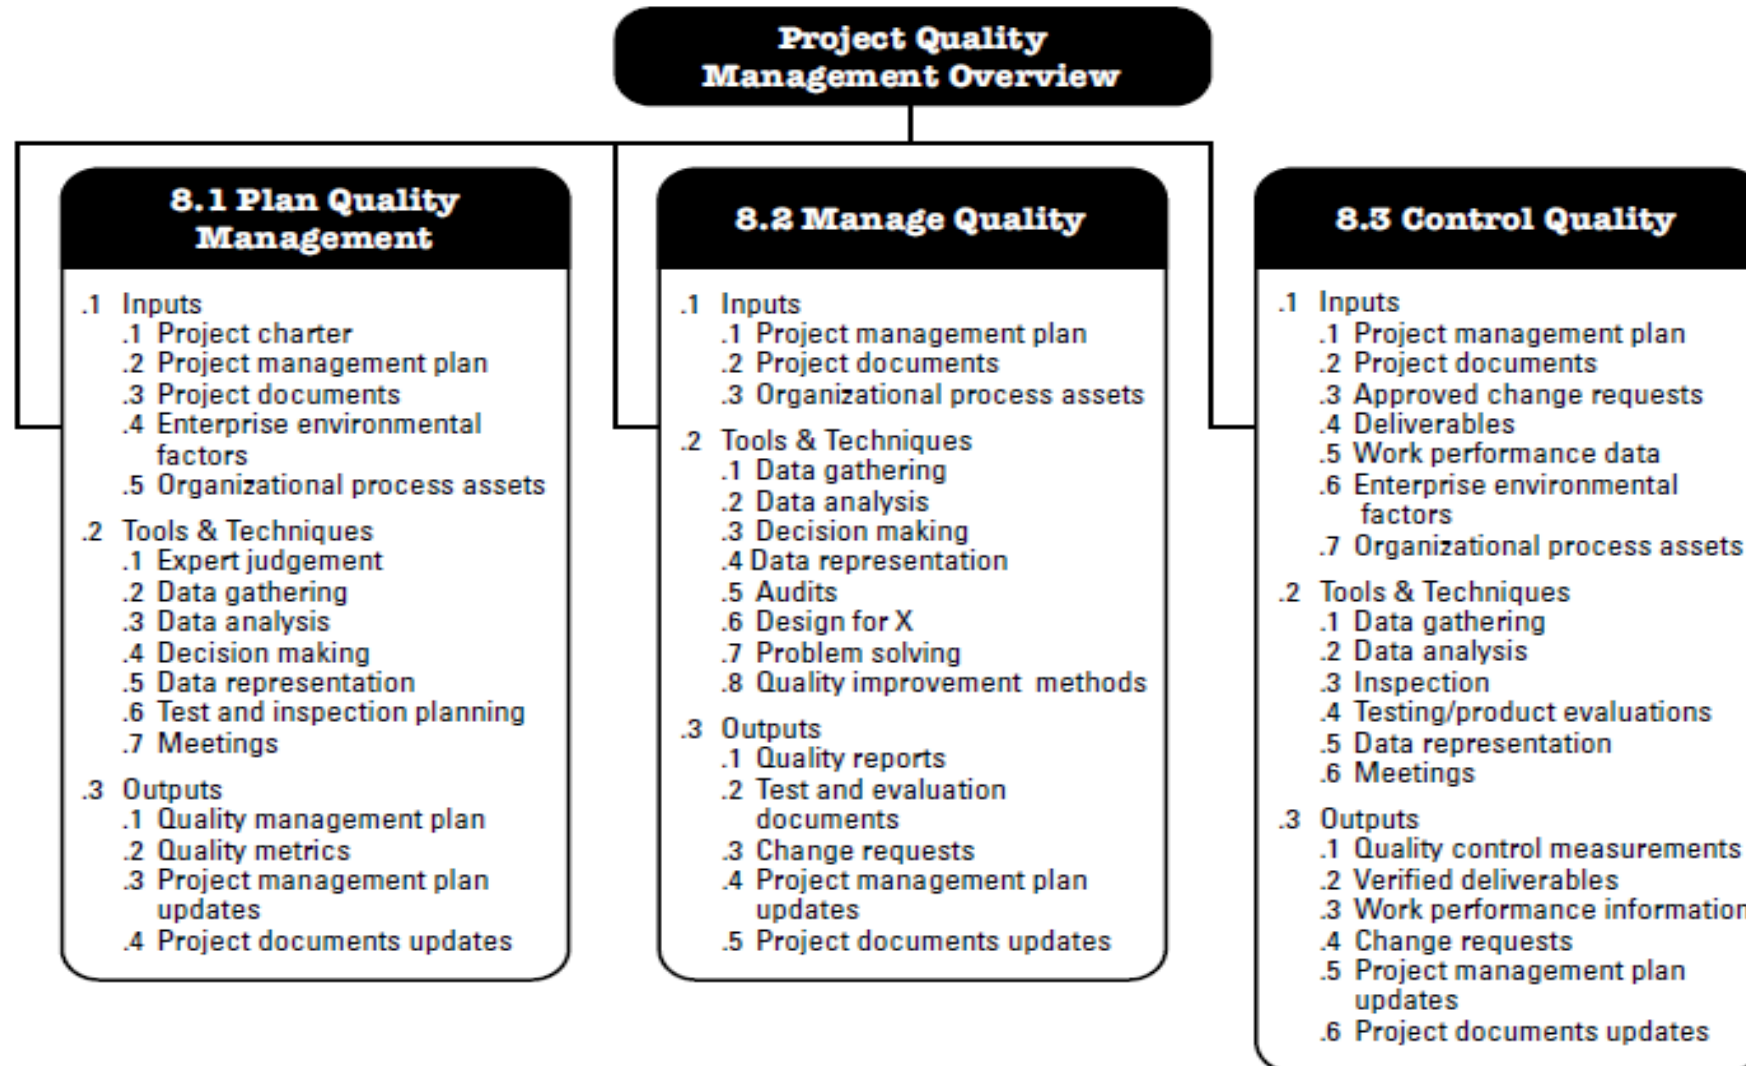 Project Quality
Management Overview
8.1 Plan Quality
Management
.1 Inputs
.1 Project charter
.2 Project management plan
.3 Project documents
.4 Enterprise environmental
factors
.5 Organizational process assets
.2 Tools & Techniques
.1 Expert judgement
.2 Data gathering
.3 Data analysis
.4 Decision making
.5 Data representation
.6 Test and inspection planning
.7 Meetings
.3 Outputs
.1 Quality management plan
.2 Quality metrics
.3 Project management plan
updates
.4 Project documents updates
8.2 Manage Quality
.1 Inputs
.1 Project management plan
.2 Project documents
.3 Organizational process assets
.2 Tools & Techniques
.1 Data gathering
.2 Data analysis
.3 Decision making
.4 Data representation
.5 Audits
.6 Design for X
.7 Problem solving
.8 Quality improvement methods
.3 Outputs
.1 Quality reports
.2 Test and evaluation
documents
.3 Change requests
.4 Project management plan
updates
.5 Project documents updates
8.3 Control Quality
.1 Inputs
.1 Project management plan
.2 Project documents
.3 Approved change requests
.4 Deliverables
.5 Work performance data
.6 Enterprise environmental
factors
.7 Organizational process assets
.2 Tools & Techniques
.1 Data gathering
.2 Data analysis
.3 Inspection
.4 Testing/product evaluations
.5 Data representation
.6 Meetings
.3 Outputs
.1 Quality control measurements
.2 Verified deliverables
.3 Work performance information
.4 Change requests
.5 Project management plan
updates
.6 Project documents updates